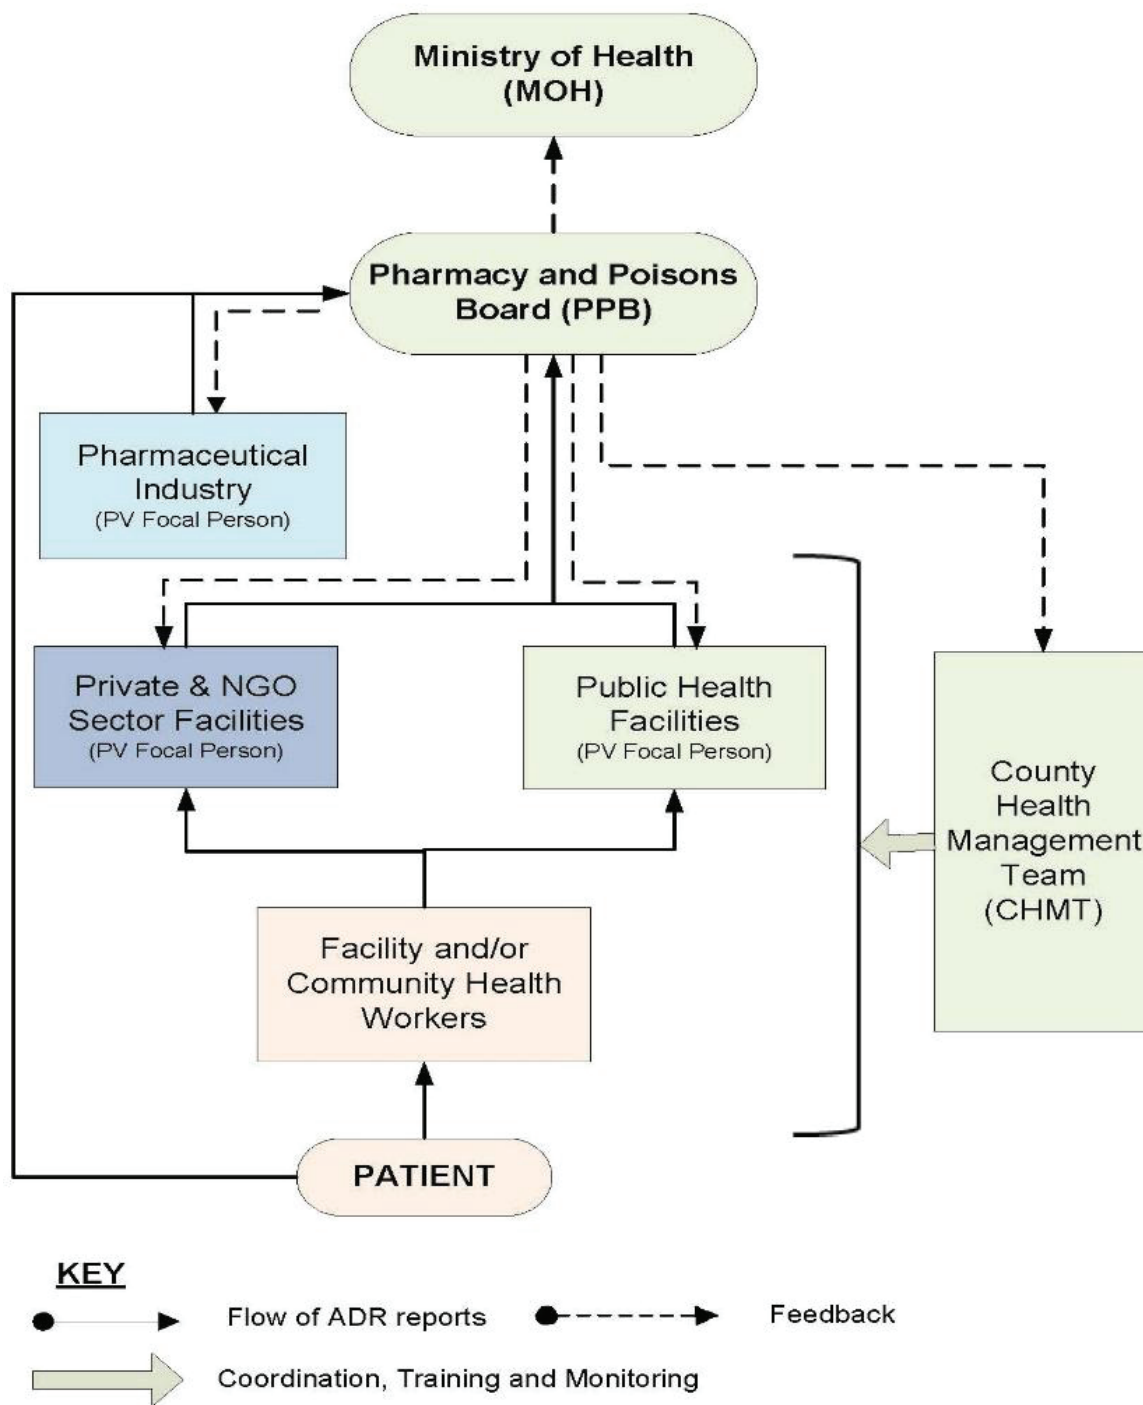 Ministry of Health
(MOH)
Pharmacy and Poisons
Board (PPB)
Pharmaceutical
Industry
(PV Focal Person)
Private & NGO
Sector Facilities
(PV Focal Person)
Public Health
Facilities
(PV Focal Person)
County
Health
Management
Team
(CHMT)
Facility and/or
Community Health
Workers
PATIENT
KEY
Flow of ADR reports
Feedback
Coordination, Training and Monitoring